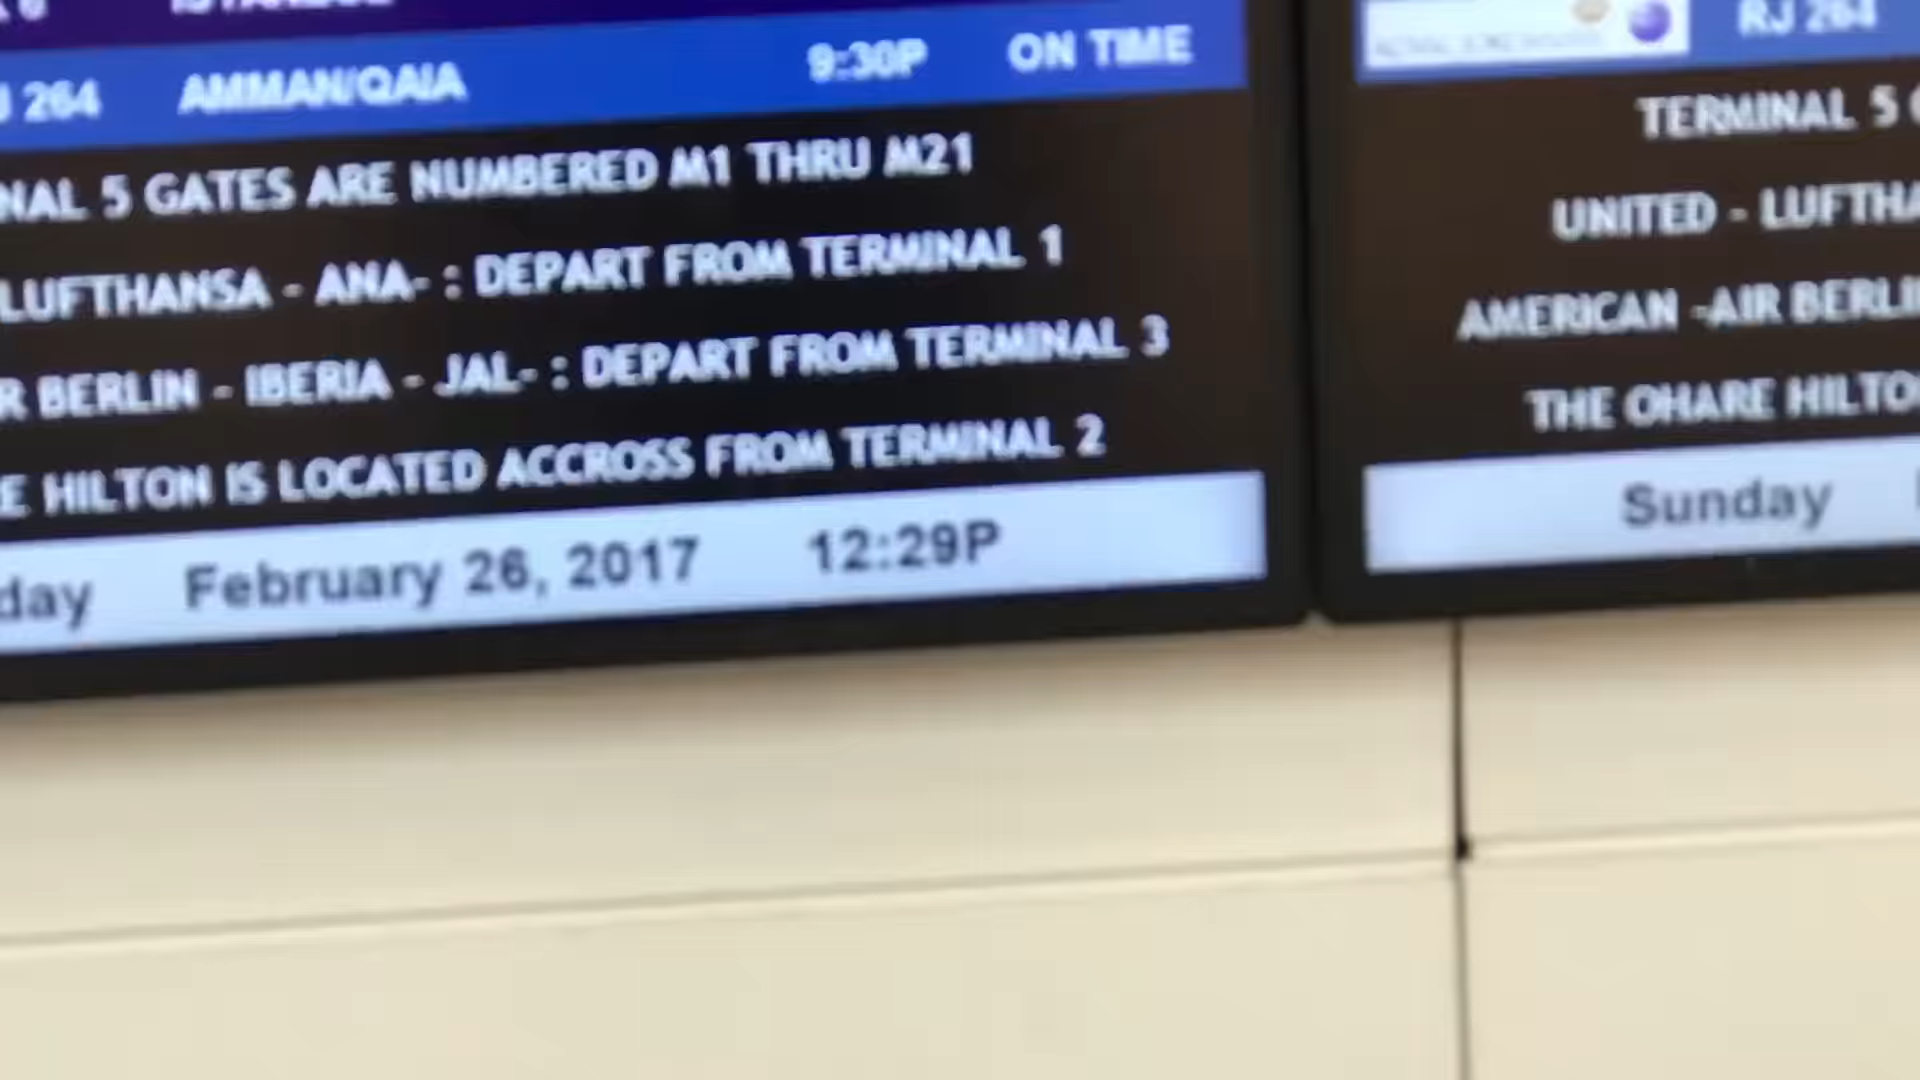 ISTANBUL
264 AMMAN/QAIA 9:30P ON TIME
NAL 5 GATES ARE NUMBERED M1 THRU M21
LUFTHANSA - ANA- : DEPART FROM TERMINAL 1
R BERLIN - IBERIA - JAL- : DEPART FROM TERMINAL 3
E HILTON IS LOCATED ACCROSS FROM TERMINAL 2
day February 26, 2017 12:29P
RJ 264
TERMINAL 5
UNITED - LUFTHA
AMERICAN -AIR BERLI
THE OHARE HILTO
Sunday